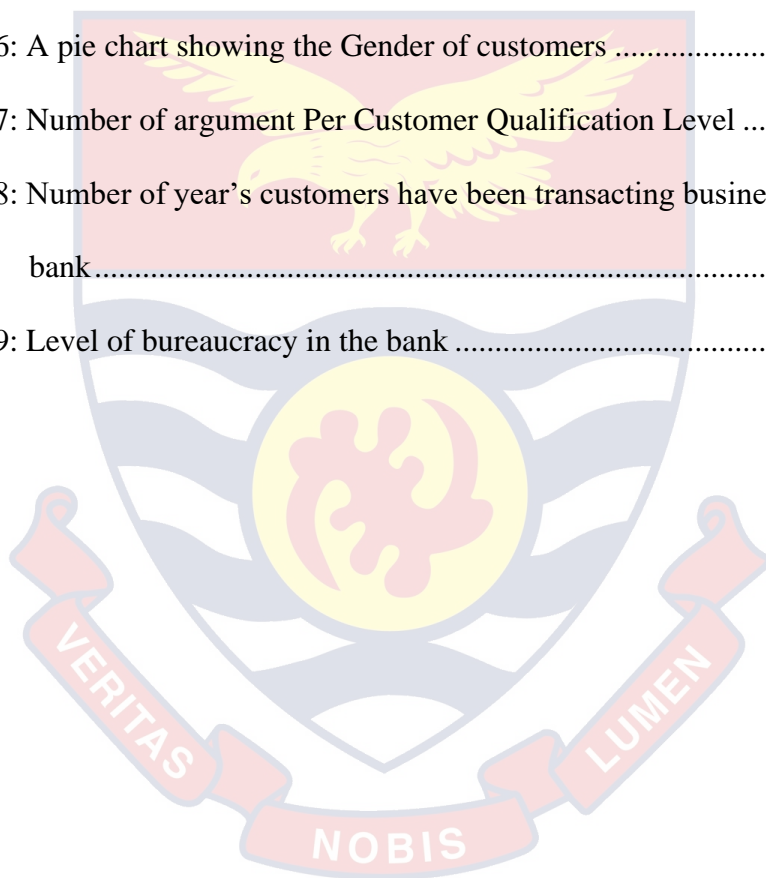 6: A pie chart showing the Gender of customers ...................
7: Number of argument Per Customer Qualification Level ...
8: Number of year's customers have been transacting busine
bank.................................................................................
9: Level of bureaucracy in the bank ......................................
VERITAS
NOBIS
LUMEN